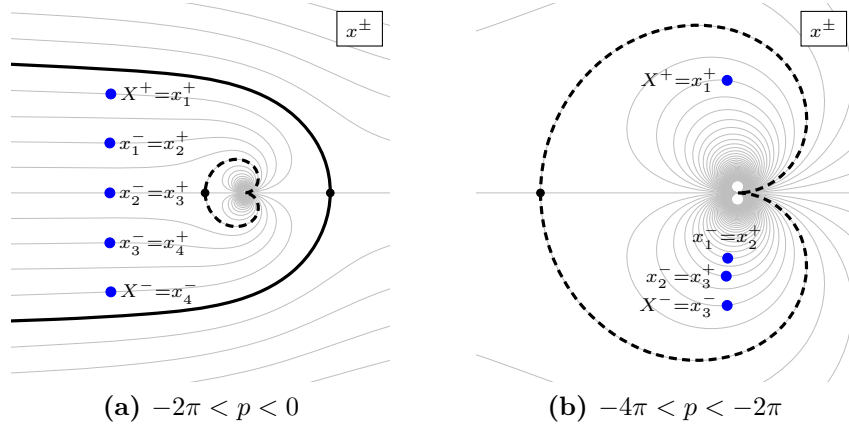 x^±
X^+=x_1^+
x_1^-=x_2^+
x_2^-=x_3^+
x_3^-=x_4^+
X^-=x_4^-
(a) −2π < p < 0
x^±
X^+=x_1^+
x_1^-=x_2^+
x_2^-=x_3^+
X^-=x_3^-
(b) −4π < p < −2π